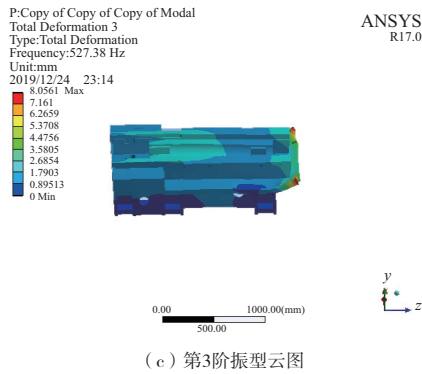 P:Copy of Copy of Copy of Modal
Total Deformation 3
Type:Total Deformation
Frequency:527.38 Hz
Unit:mm
2019/12/24 23:14
ANSYS
R17.0
8.0561 Max
7.161
6.2659
5.3708
4.4756
3.5805
2.6854
1.7903
0.89513
0 Min
y
z
0.00 1000.00(mm)
500.00
（c）第3阶振型云图